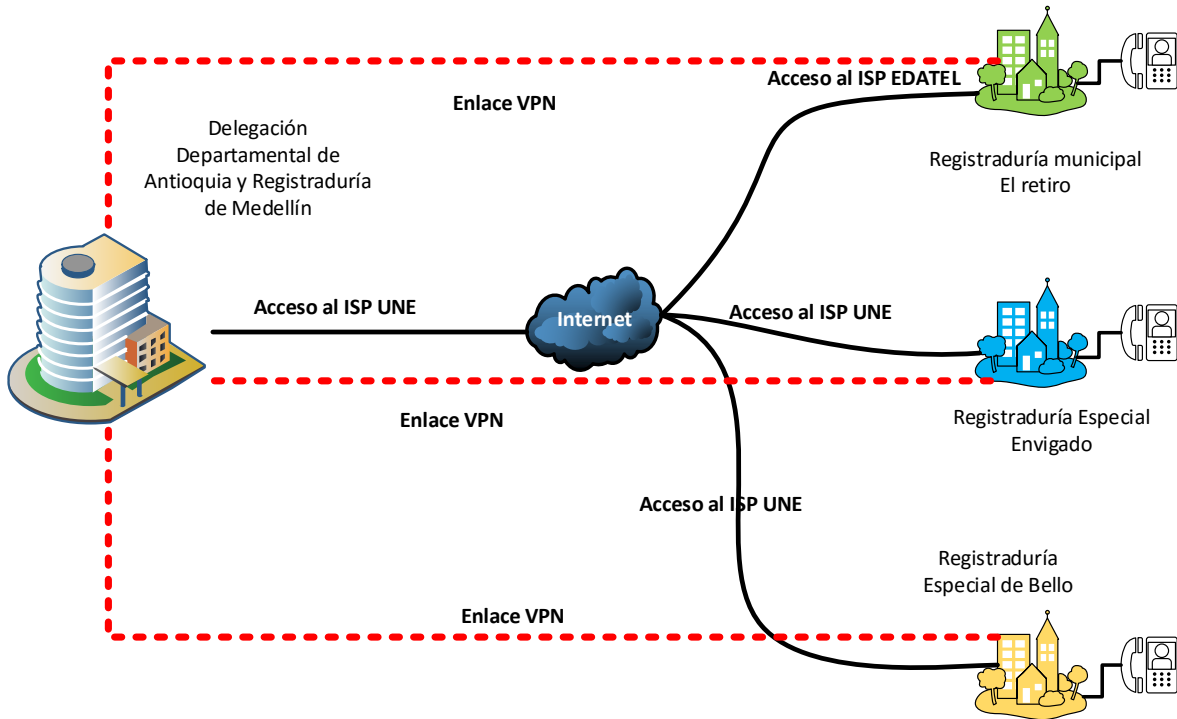 Acceso al ISP EDATEL
Enlace VPN
Delegación
Departamental de
Antioquia y Registraduría
de Medellín
Registraduría municipal
El retiro
Acceso al ISP UNE
Internet
Acceso al ISP UNE
Enlace VPN
Registraduría Especial
Envigado
Acceso al ISP UNE
Registraduría
Especial de Bello
Enlace VPN